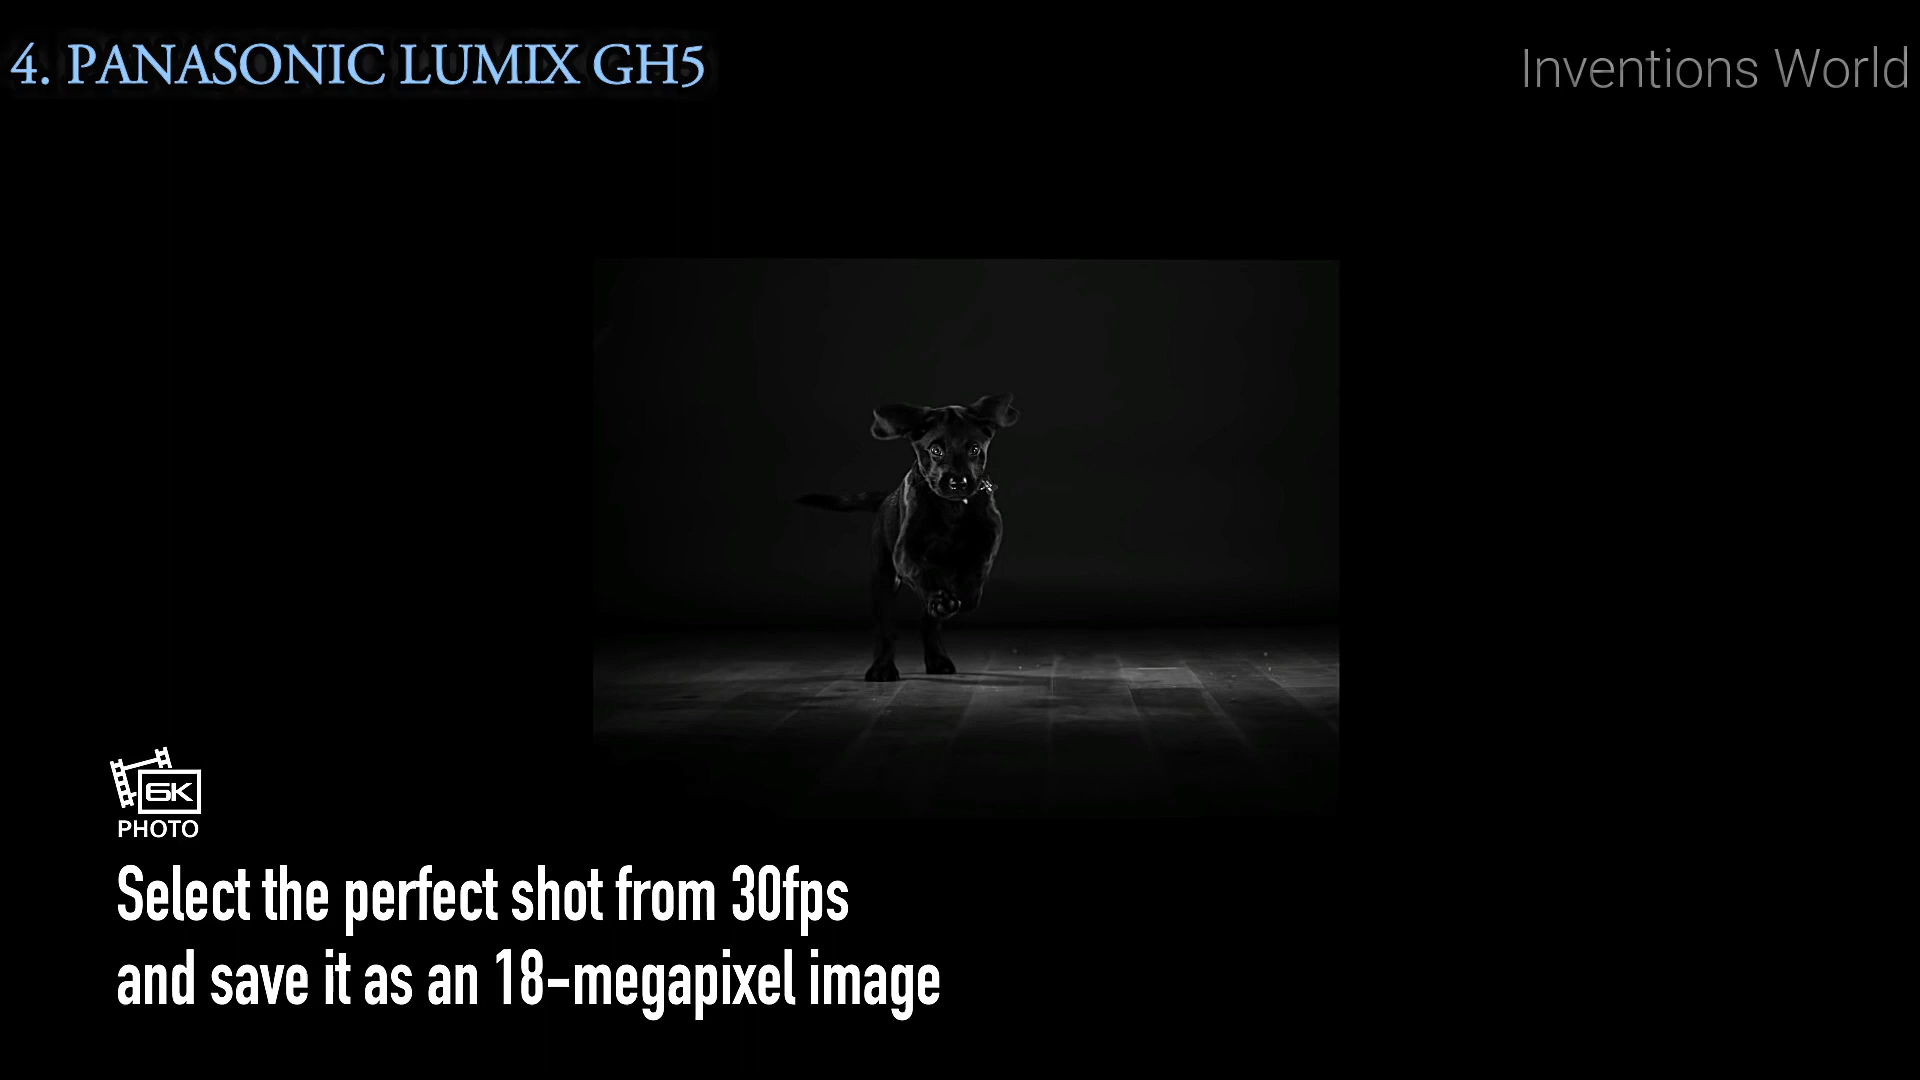 4. PANASONIC LUMIX GH5
Inventions World
6K
PHOTO
Select the perfect shot from 30fps
and save it as an 18-megapixel image